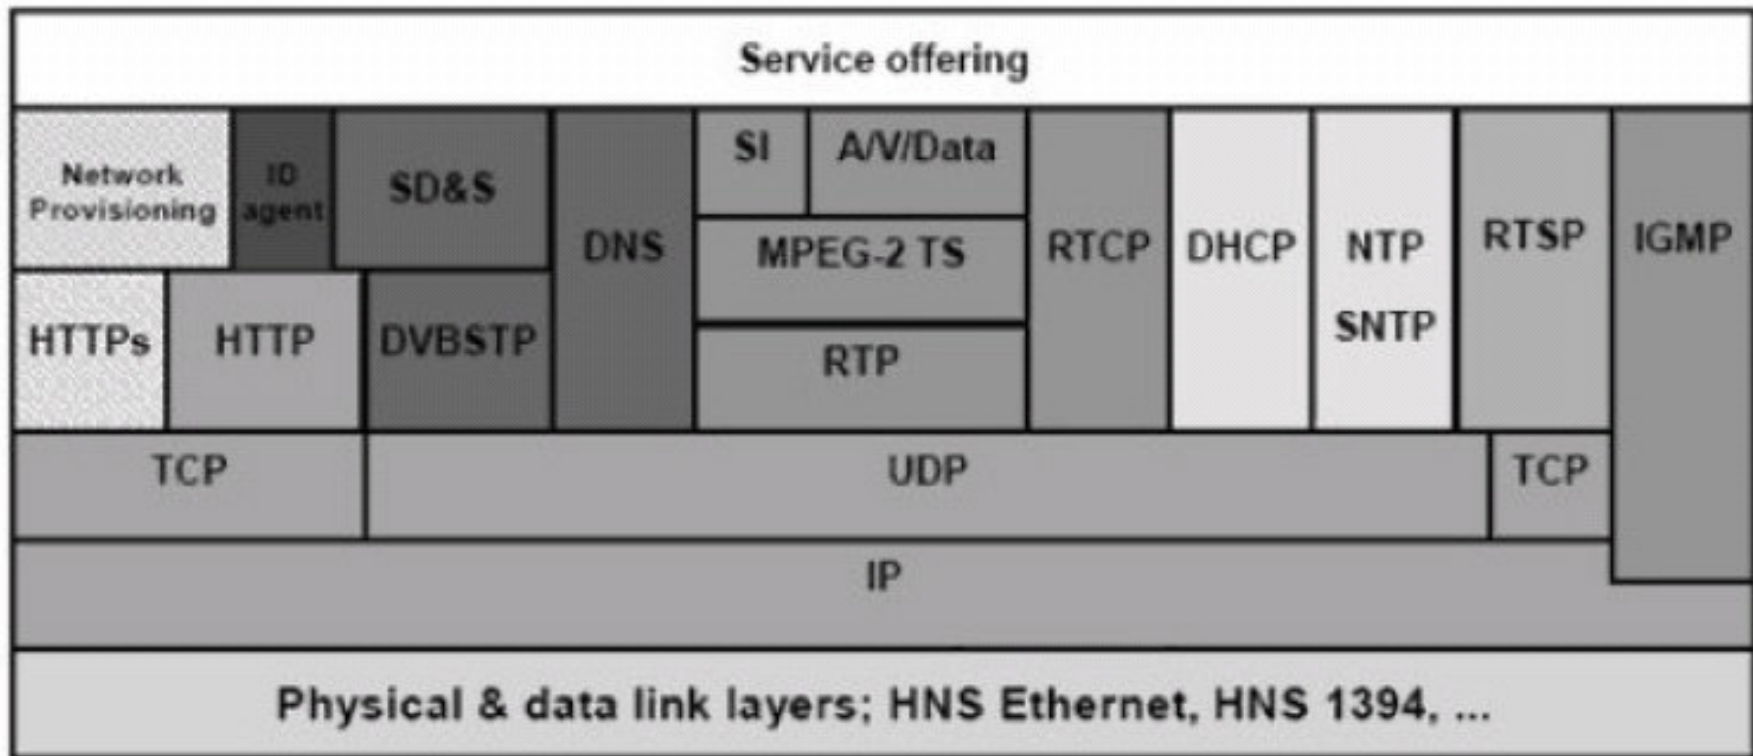 Service offering
Network
Provisioning
ID
agent
SD&S
DNS
SI
A/V/Data
MPEG-2 TS
RTP
RTCP
DHCP
NTP
SNTP
RTSP
IGMP
HTTPs
HTTP
DVBSTP
TCP
UDP
TCP
IP
Physical & data link layers; HNS Ethernet, HNS 1394, ...